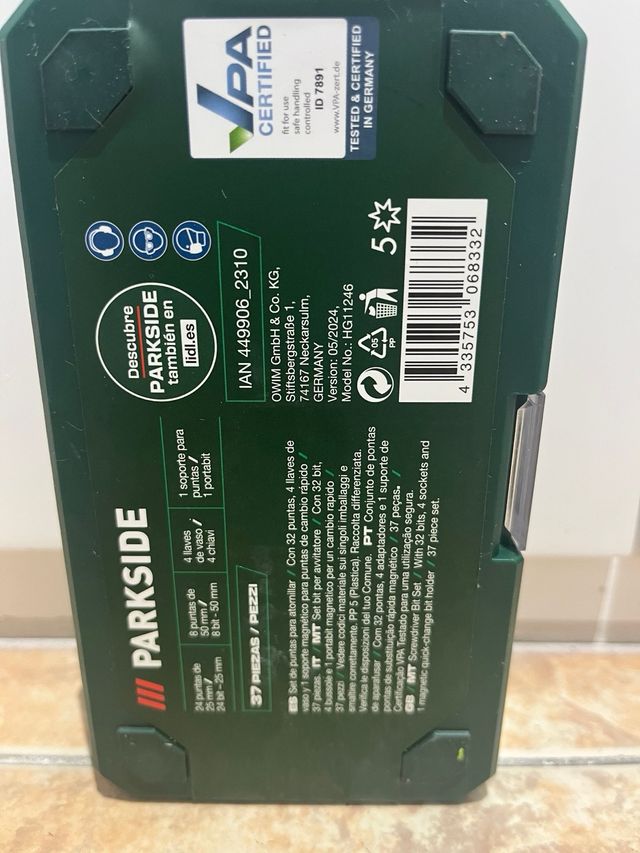 PARKSIDE
24 puntas de
25 mm /
24 bit - 25 mm
8 puntas de
50 mm /
8 bit - 50 mm
4 llaves
de vaso /
4 chiavi
1 soporte para
puntas /
1 portabit
37 PIEZAS / PEZZI
ES Set de puntas para atornillar / Con 32 puntas, 4 llaves de
vaso y 1 soporte magnético para puntas de cambio rápido /
37 piezas. IT / MT Set bit per avvitatore / Con 32 bit,
4 bussole e 1 portabit magnetico per un cambio rapido /
37 pezzi / Vedere codici materiale sui singoli imballaggi e
smaltire correttamente. PP 5 (Plastica). Raccolta differenziata.
Verifica le disposizioni del tuo Comune. PT Conjunto de pontas
de aparafusar / Com 32 pontas, 4 adaptadores e 1 suporte de
pontas de substituição rápida magnético / 37 peças. /
Certificação VPA Testado para uma utilização segura.
GB / MT Screwdriver Bit Set / With 32 bits, 4 sockets and
1 magnetic quick-change bit holder / 37 piece set.
Descubre
PARKSIDE
también en
lidl.es
IAN 449906_2310
OWIM GmbH & Co. KG,
Stiftsbergstraße 1,
74167 Neckarsulm,
GERMANY
Version: 05/2024,
Model No.: HG11246
05
PP
5
4 335753 068332
VPA
CERTIFIED
fit for use
safe handling
controlled
ID 7891
www.VPA-zert.de
TESTED & CERTIFIED
IN GERMANY